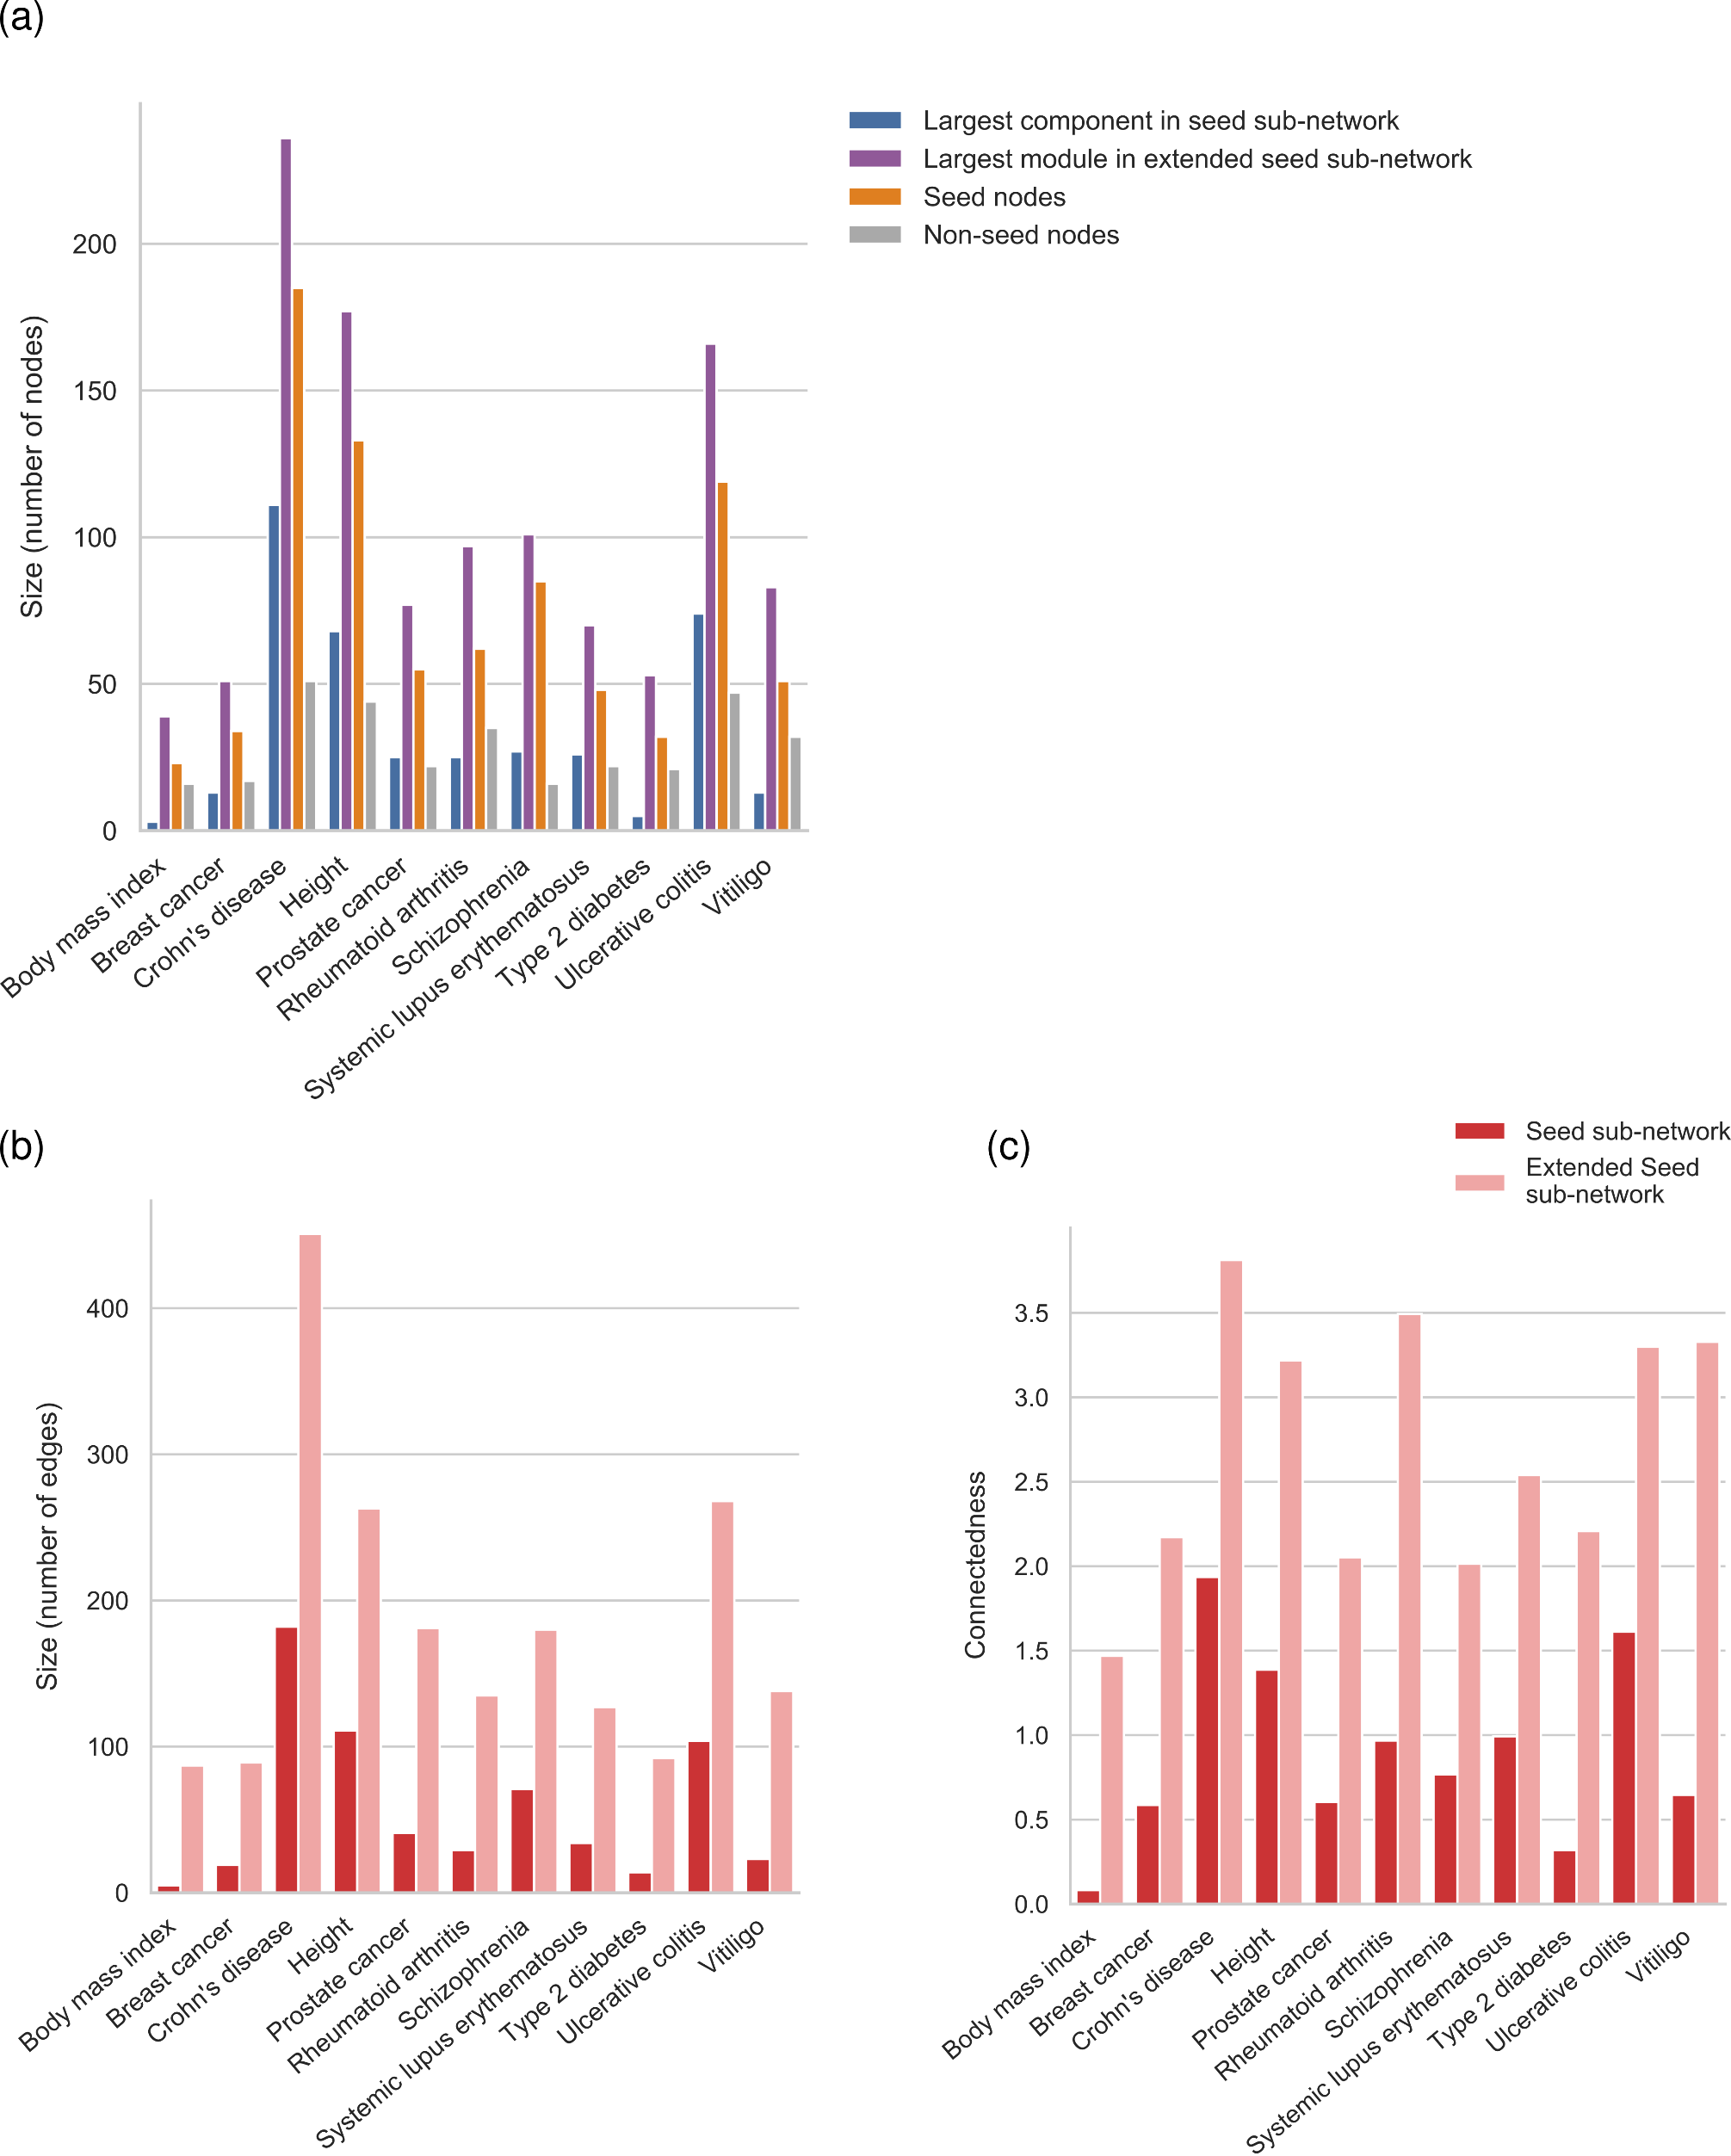 (a)
Largest component in seed sub-network
Largest module in extended seed sub-network
Seed nodes
Non-seed nodes
Size (number of nodes)
200
150
100
50
0
Body mass index
Breast cancer
Crohn's disease
Height
Prostate cancer
Rheumatoid arthritis
Schizophrenia
Systemic lupus erythematosus
Type 2 diabetes
Ulcerative colitis
Vitiligo
(b)
Size (number of edges)
400
300
200
100
0
Body mass index
Breast cancer
Crohn's disease
Height
Prostate cancer
Rheumatoid arthritis
Schizophrenia
Systemic lupus erythematosus
Type 2 diabetes
Ulcerative colitis
Vitiligo
(c)
Seed sub-network
Extended Seed
sub-network
Connectedness
3.5
3.0
2.5
2.0
1.5
1.0
0.5
0.0
Body mass index
Breast cancer
Crohn's disease
Height
Prostate cancer
Rheumatoid arthritis
Schizophrenia
Systemic lupus erythematosus
Type 2 diabetes
Ulcerative colitis
Vitiligo